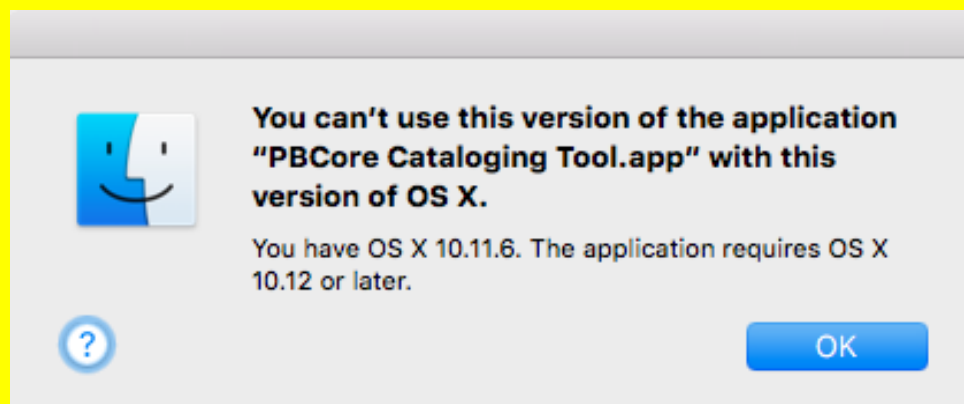 You can’t use this version of the application
“PBCore Cataloging Tool.app” with this
version of OS X.
You have OS X 10.11.6. The application requires OS X
10.12 or later.
?
OK